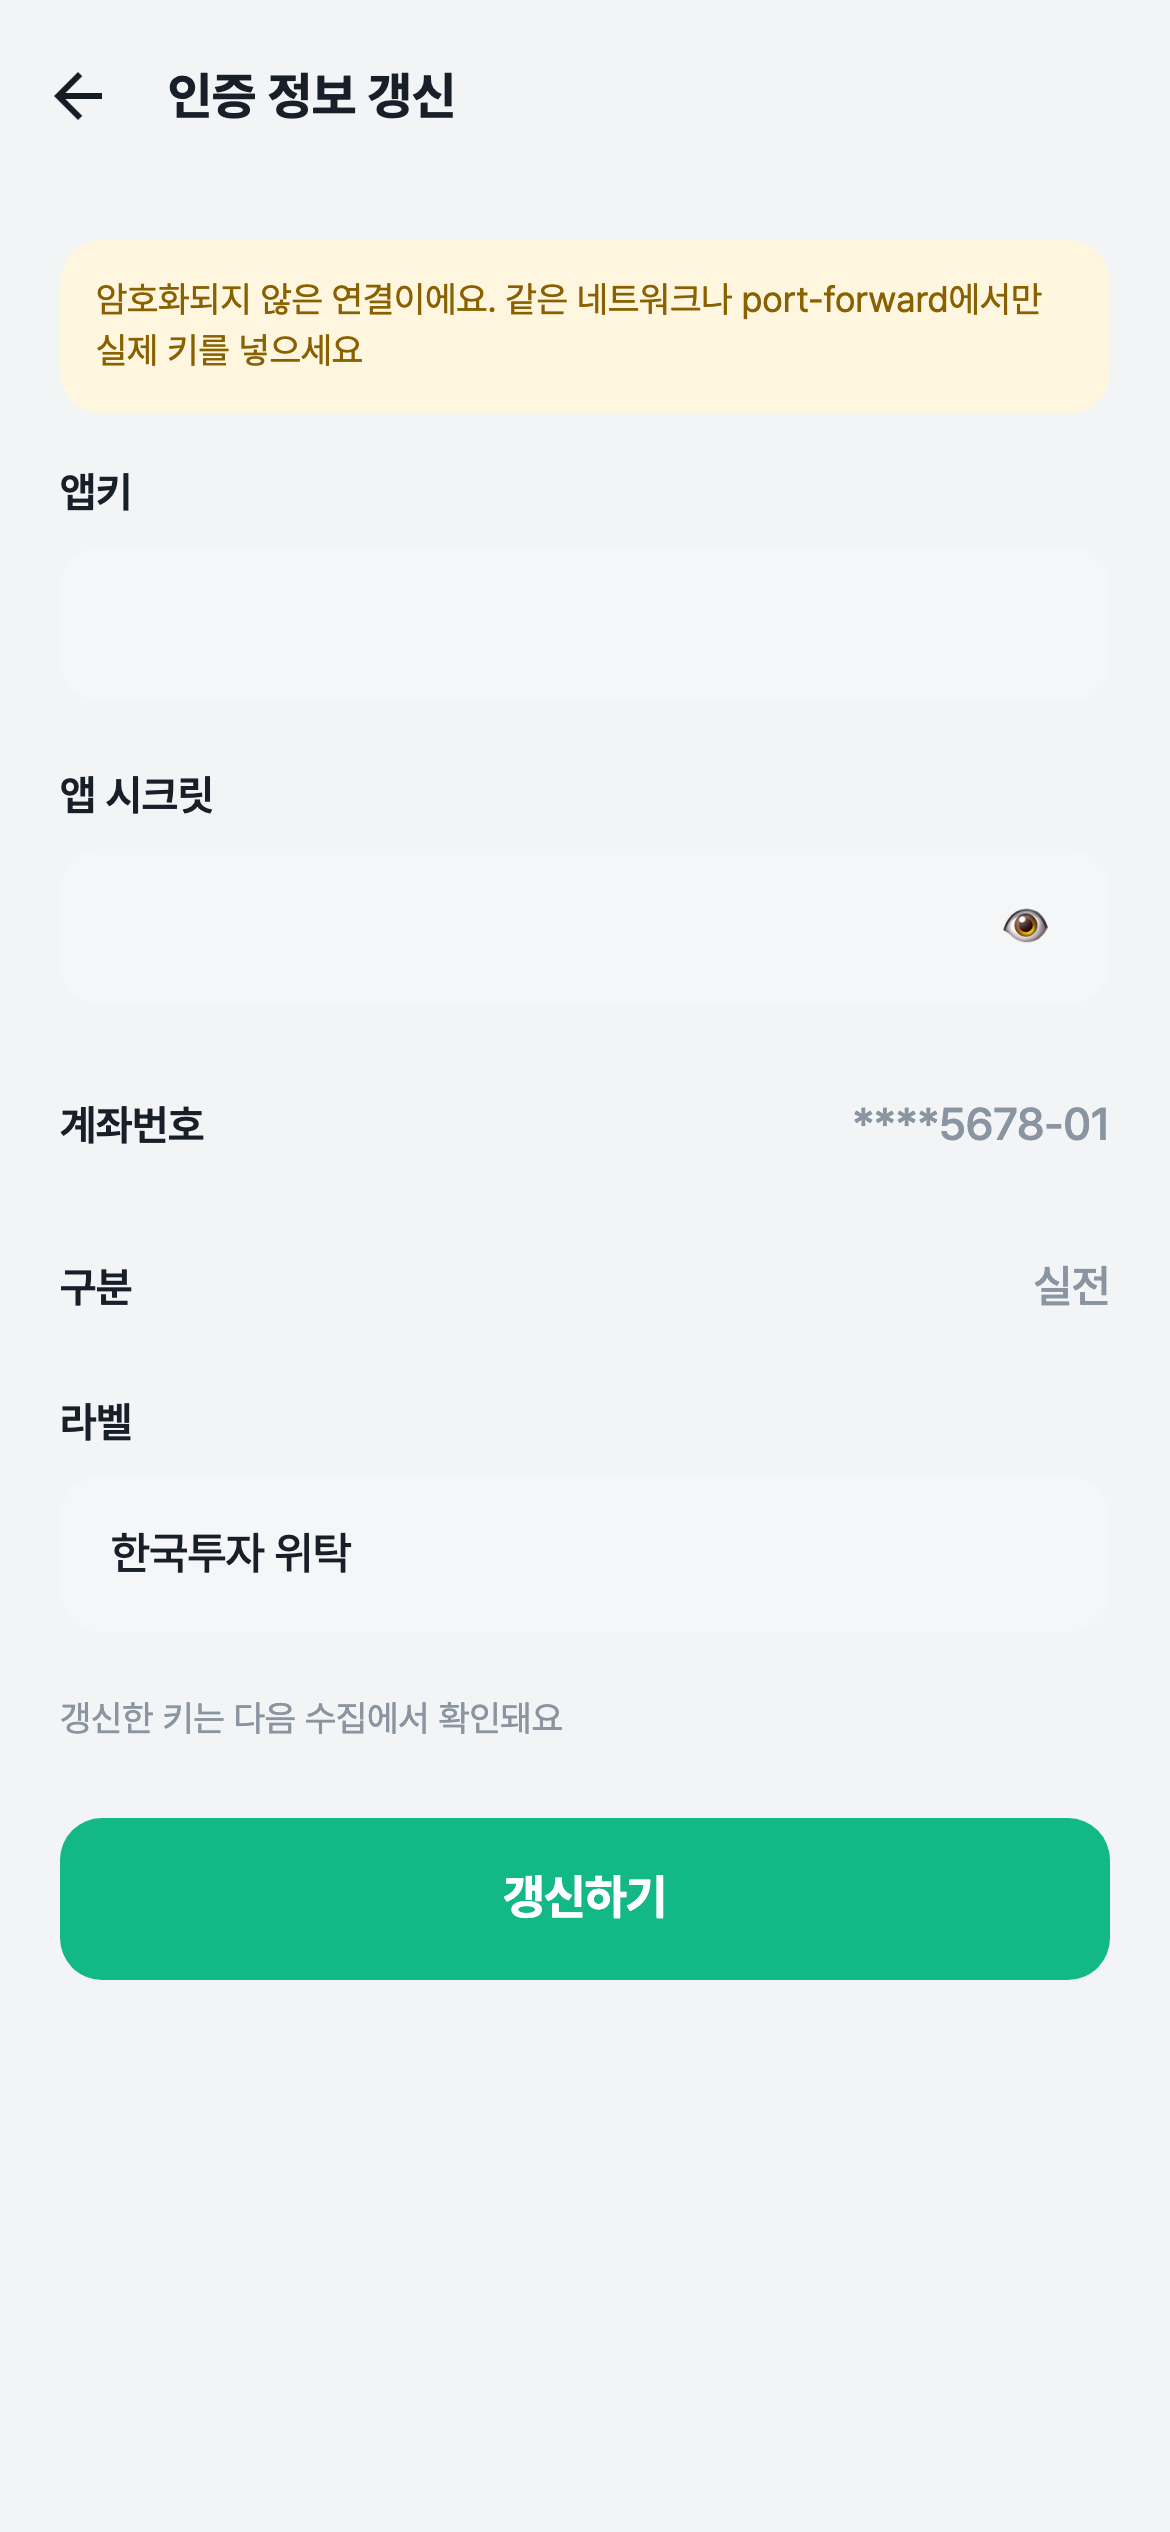 인증 정보 갱신
암호화되지 않은 연결이에요. 같은 네트워크나 port-forward에서만
실제 키를 넣으세요
앱키
앱 시크릿
계좌번호 ****5678-01
구분 실전
라벨
한국투자 위탁
갱신한 키는 다음 수집에서 확인돼요
갱신하기